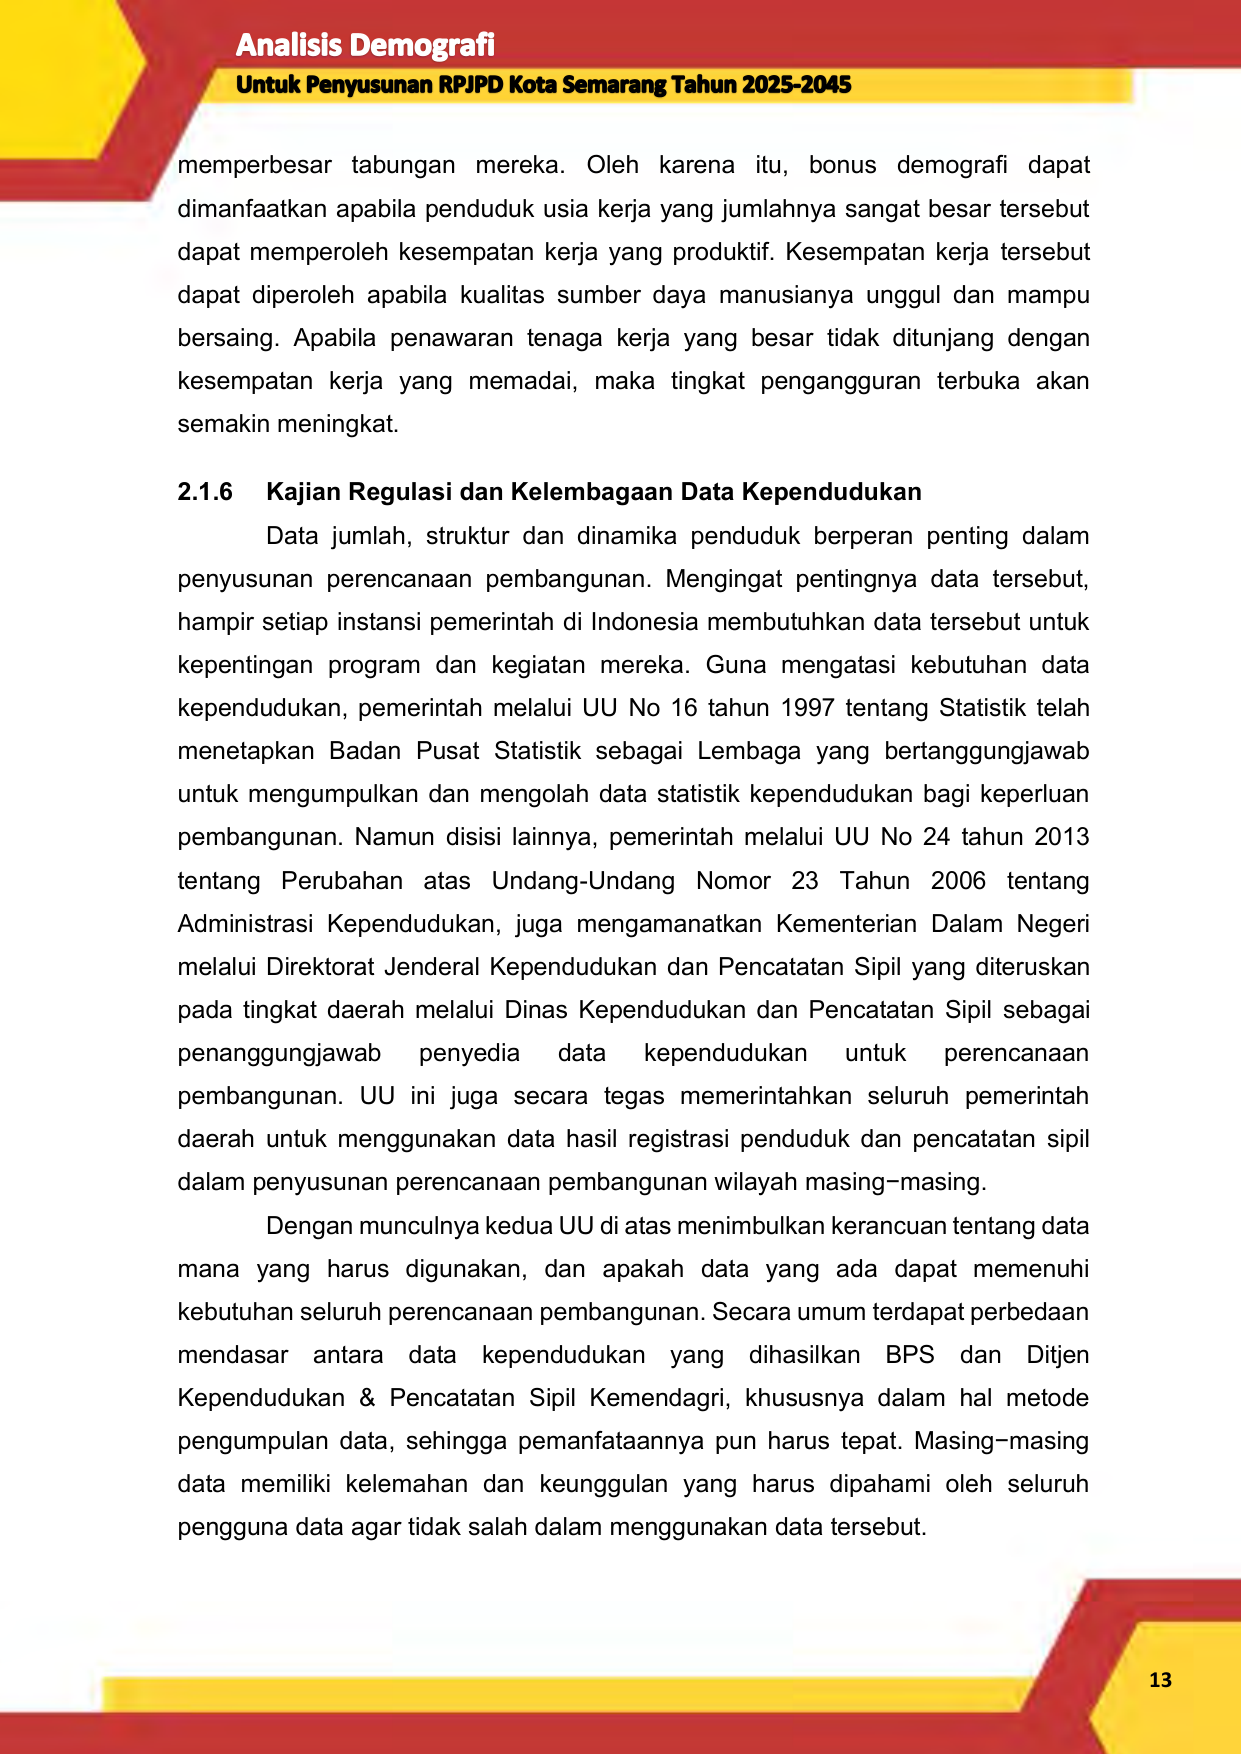 Analisis Demografi
Untuk Penyusunan RPJPD Kota Semarang Tahun 2025-2045
memperbesar tabungan mereka. Oleh karena itu, bonus demografi dapat
dimanfaatkan apabila penduduk usia kerja yang jumlahnya sangat besar tersebut
dapat memperoleh kesempatan kerja yang produktif. Kesempatan kerja tersebut
dapat diperoleh apabila kualitas sumber daya manusianya unggul dan mampu
bersaing. Apabila penawaran tenaga kerja yang besar tidak ditunjang dengan
kesempatan kerja yang memadai, maka tingkat pengangguran terbuka akan
semakin meningkat.
2.1.6 Kajian Regulasi dan Kelembagaan Data Kependudukan
Data jumlah, struktur dan dinamika penduduk berperan penting dalam
penyusunan perencanaan pembangunan. Mengingat pentingnya data tersebut,
hampir setiap instansi pemerintah di Indonesia membutuhkan data tersebut untuk
kepentingan program dan kegiatan mereka. Guna mengatasi kebutuhan data
kependudukan, pemerintah melalui UU No 16 tahun 1997 tentang Statistik telah
menetapkan Badan Pusat Statistik sebagai Lembaga yang bertanggungjawab
untuk mengumpulkan dan mengolah data statistik kependudukan bagi keperluan
pembangunan. Namun disisi lainnya, pemerintah melalui UU No 24 tahun 2013
tentang Perubahan atas Undang-Undang Nomor 23 Tahun 2006 tentang
Administrasi Kependudukan, juga mengamanatkan Kementerian Dalam Negeri
melalui Direktorat Jenderal Kependudukan dan Pencatatan Sipil yang diteruskan
pada tingkat daerah melalui Dinas Kependudukan dan Pencatatan Sipil sebagai
penanggungjawab penyedia data kependudukan untuk perencanaan
pembangunan. UU ini juga secara tegas memerintahkan seluruh pemerintah
daerah untuk menggunakan data hasil registrasi penduduk dan pencatatan sipil
dalam penyusunan perencanaan pembangunan wilayah masing−masing.
Dengan munculnya kedua UU di atas menimbulkan kerancuan tentang data
mana yang harus digunakan, dan apakah data yang ada dapat memenuhi
kebutuhan seluruh perencanaan pembangunan. Secara umum terdapat perbedaan
mendasar antara data kependudukan yang dihasilkan BPS dan Ditjen
Kependudukan & Pencatatan Sipil Kemendagri, khususnya dalam hal metode
pengumpulan data, sehingga pemanfataannya pun harus tepat. Masing−masing
data memiliki kelemahan dan keunggulan yang harus dipahami oleh seluruh
pengguna data agar tidak salah dalam menggunakan data tersebut.
13